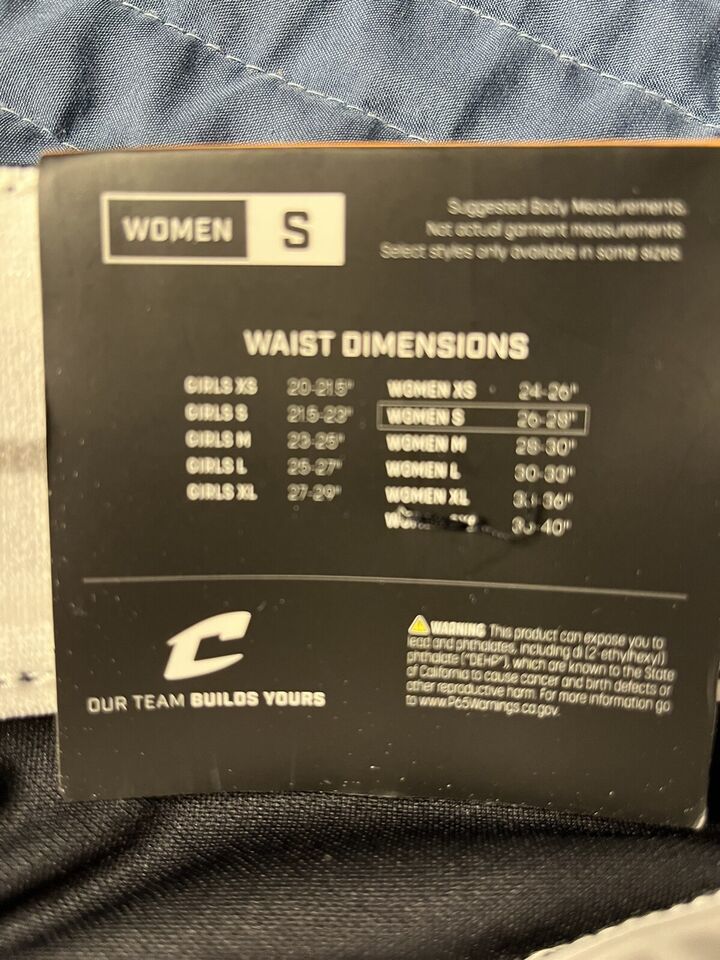 WOMEN S
Suggested Body Measurements.
Not actual garment measurements
Select styles only available in some sizes
WAIST DIMENSIONS
GIRLS XS 20-21.5"
GIRLS S 21.5-23"
GIRLS M 23-25"
GIRLS L 25-27"
GIRLS XL 27-29"
WOMEN XS 24-26"
WOMEN S 26-28"
WOMEN M 28-30"
WOMEN L 30-33"
WOMEN XL 36"
40"
C
OUR TEAM BUILDS YOURS
WARNING This product can expose you to
lead and phthalates, including di (2-ethylhexyl)
phthalate ("DEHP"), which are known to the State
of California to cause cancer and birth defects or
other reproductive harm. For more information go
to www.P65Warnings.ca.gov.